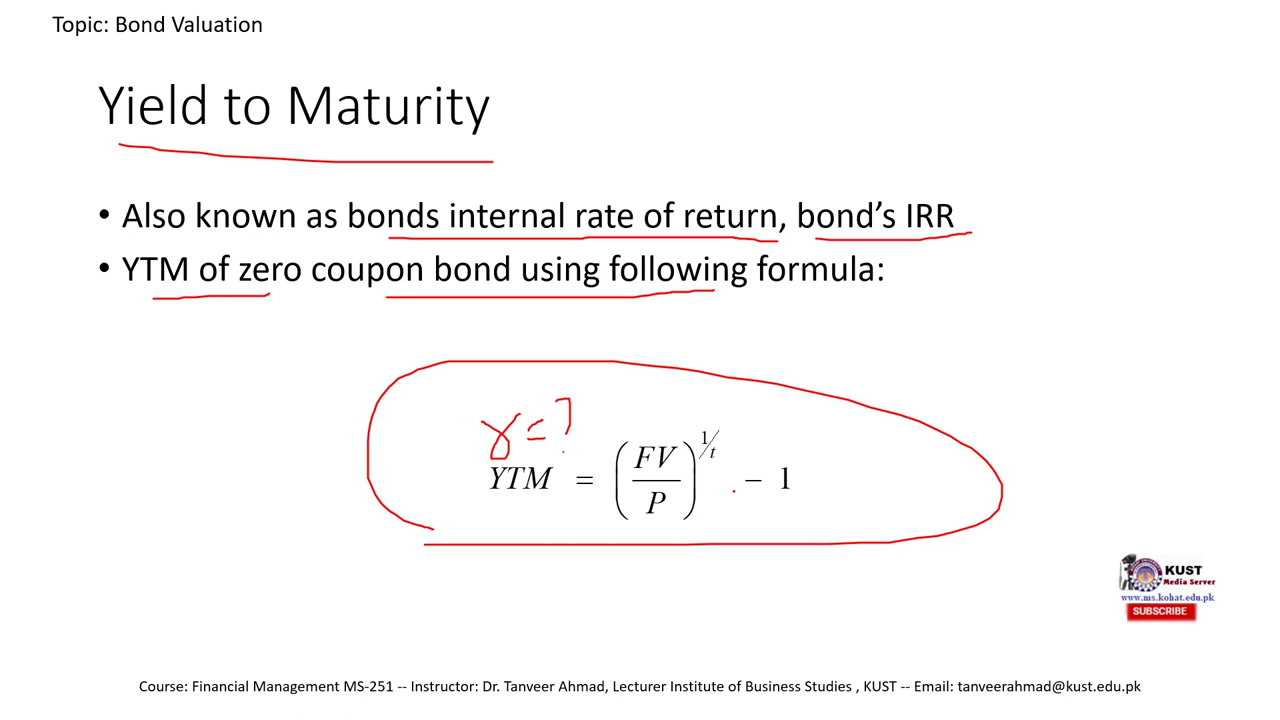 Topic: Bond Valuation
Yield to Maturity
• Also known as bonds internal rate of return, bond’s IRR
• YTM of zero coupon bond using following formula:
r = ?
YTM = (FV/P)^1/t - 1
KUST
Media Server
www.ms.kohat.edu.pk
SUBSCRIBE
Course: Financial Management MS-251 -- Instructor: Dr. Tanveer Ahmad, Lecturer Institute of Business Studies , KUST -- Email: tanveerahmad@kust.edu.pk